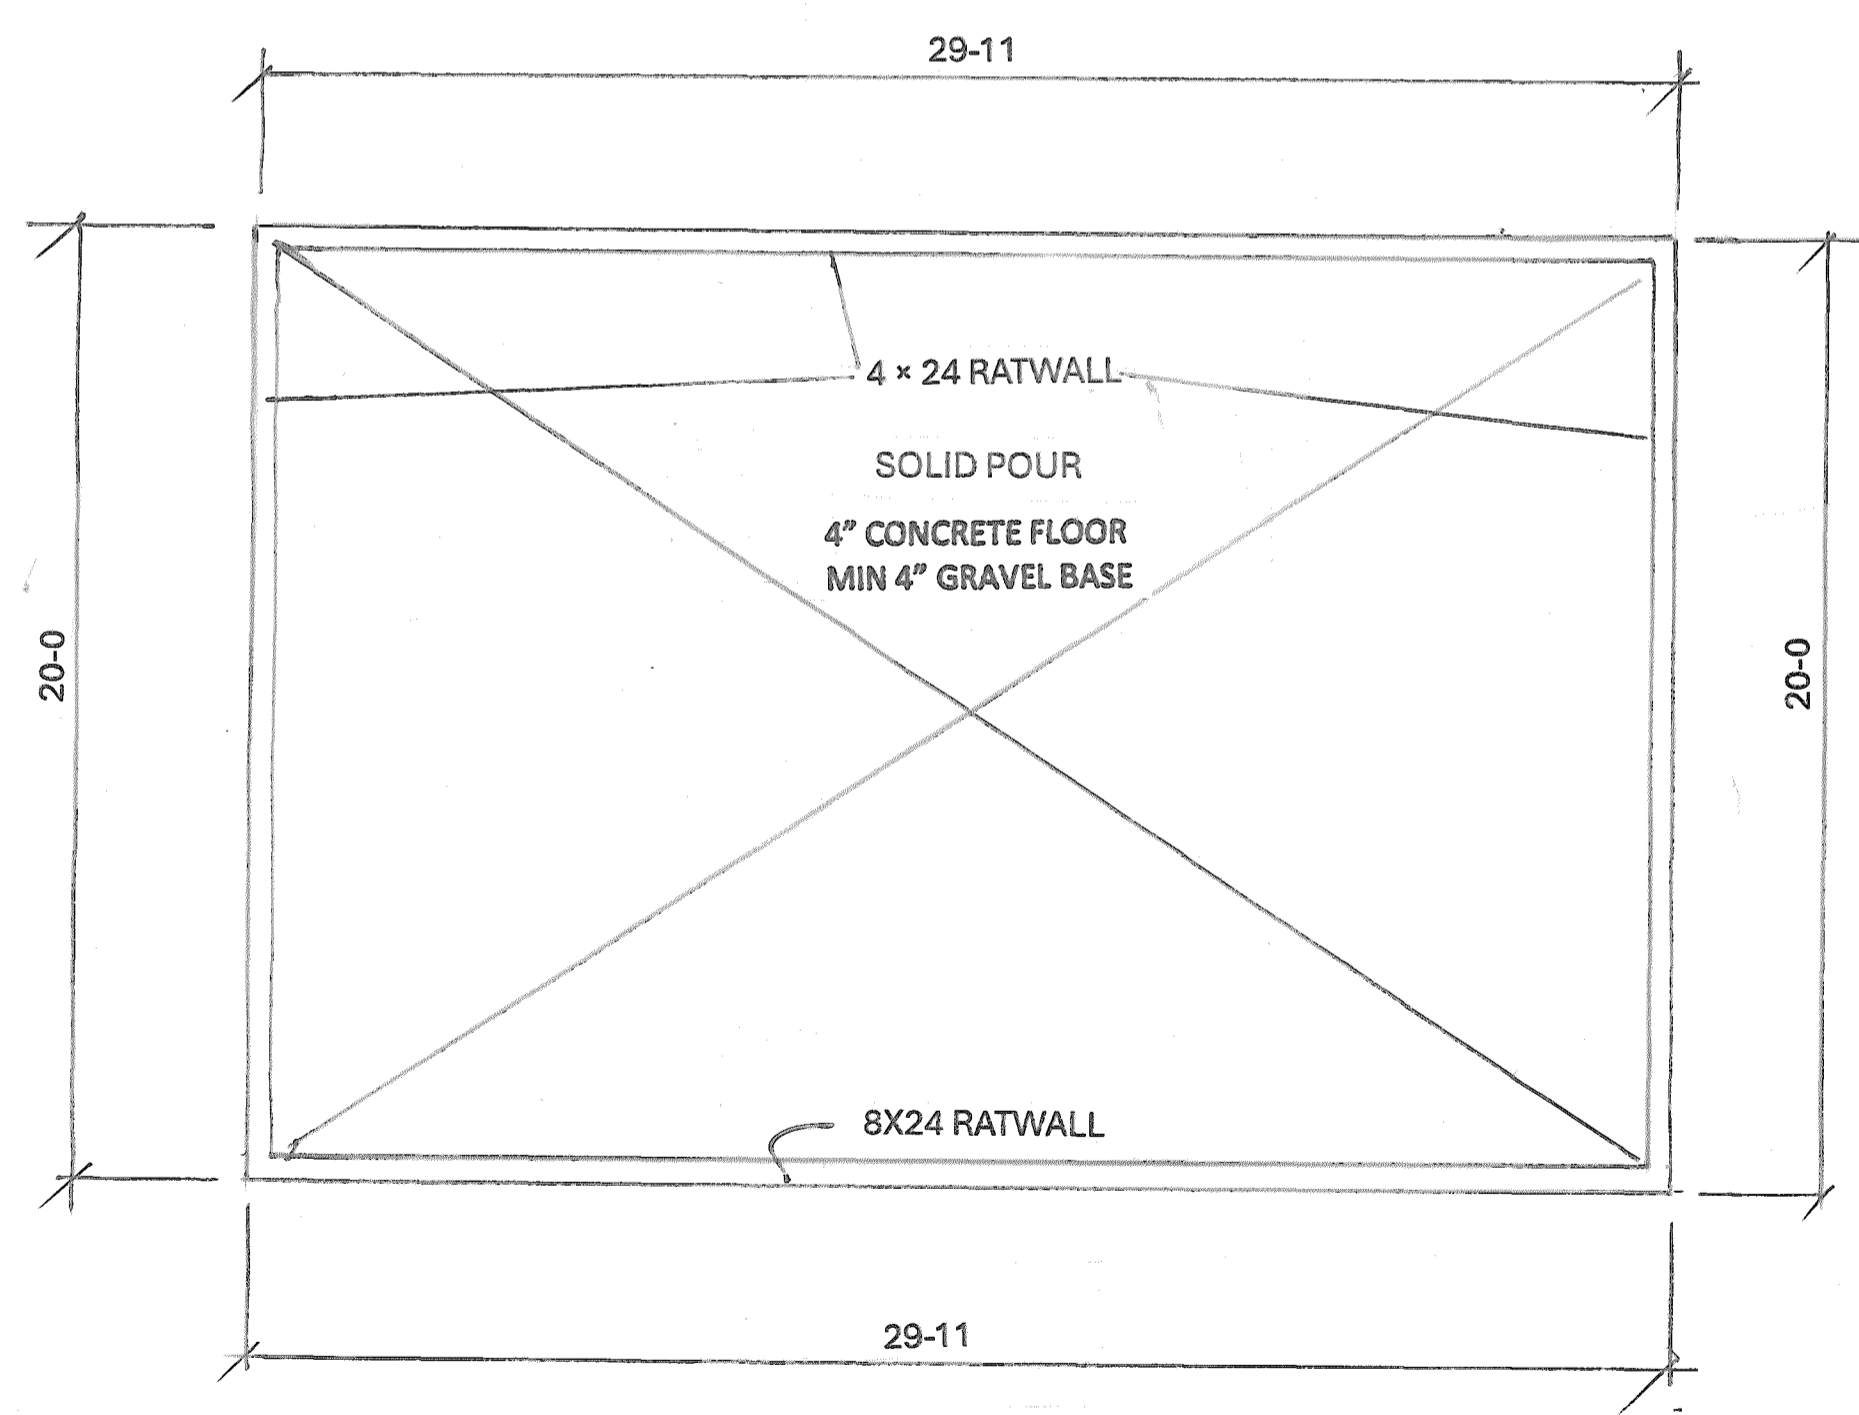 29-11
4 × 24 RATWALL
SOLID POUR
4” CONCRETE FLOOR
MIN 4” GRAVEL BASE
20-0
20-0
8X24 RATWALL
29-11